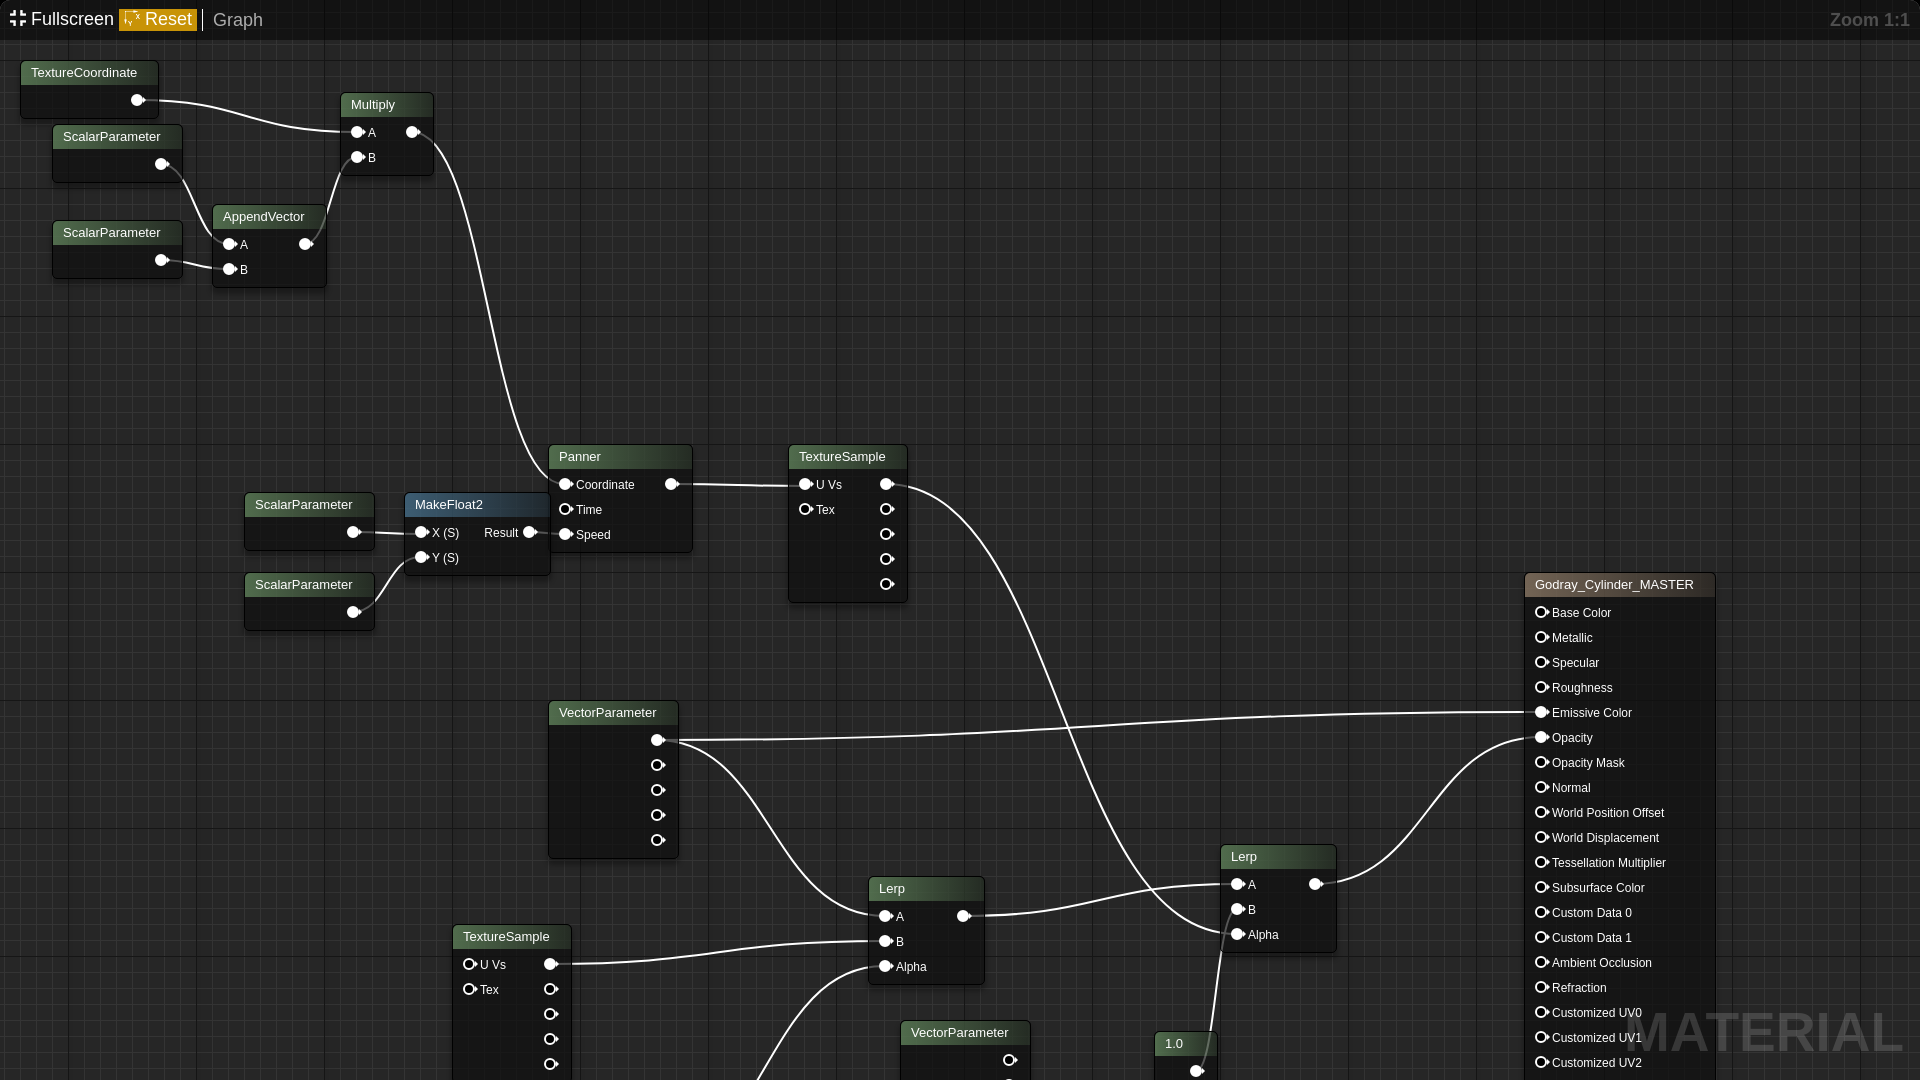 Fullscreen Reset Graph Zoom 1:1
TextureCoordinate
ScalarParameter
ScalarParameter
AppendVector
A
B
Multiply
A
B
Panner
Coordinate
Time
Speed
ScalarParameter
ScalarParameter
MakeFloat2
X (S) Result
Y (S)
TextureSample
U Vs
Tex
VectorParameter
TextureSample
U Vs
Tex
Lerp
A
B
Alpha
VectorParameter
1.0
Lerp
A
B
Alpha
Godray_Cylinder_MASTER
Base Color
Metallic
Specular
Roughness
Emissive Color
Opacity
Opacity Mask
Normal
World Position Offset
World Displacement
Tessellation Multiplier
Subsurface Color
Custom Data 0
Custom Data 1
Ambient Occlusion
Refraction
Customized UV0
Customized UV1
Customized UV2
MATERIAL